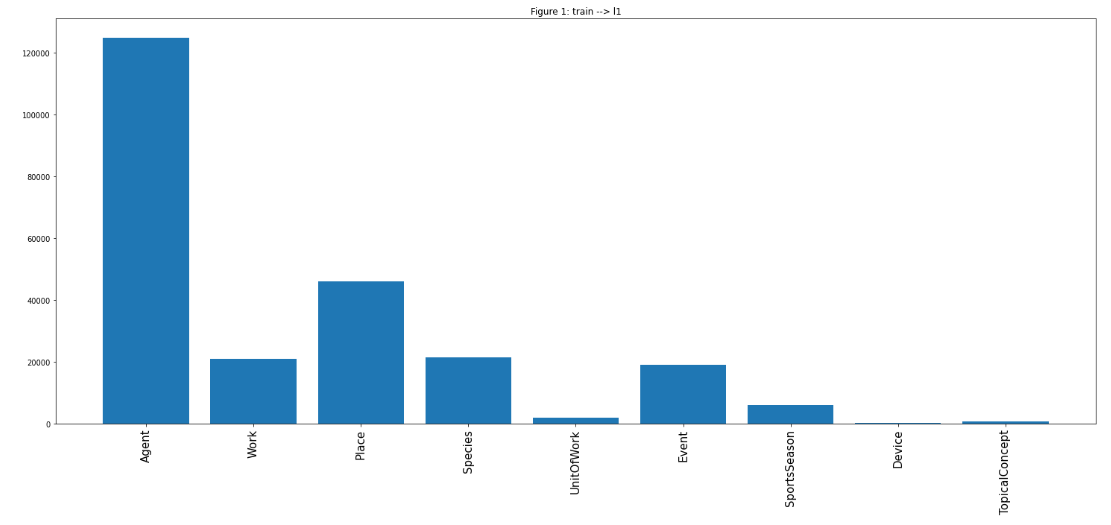 Figure 1: train --> l1
120000
100000
80000
60000
40000
20000
0
Agent
Work
Place
Species
UnitOfWork
Event
SportsSeason
Device
TopicalConcept